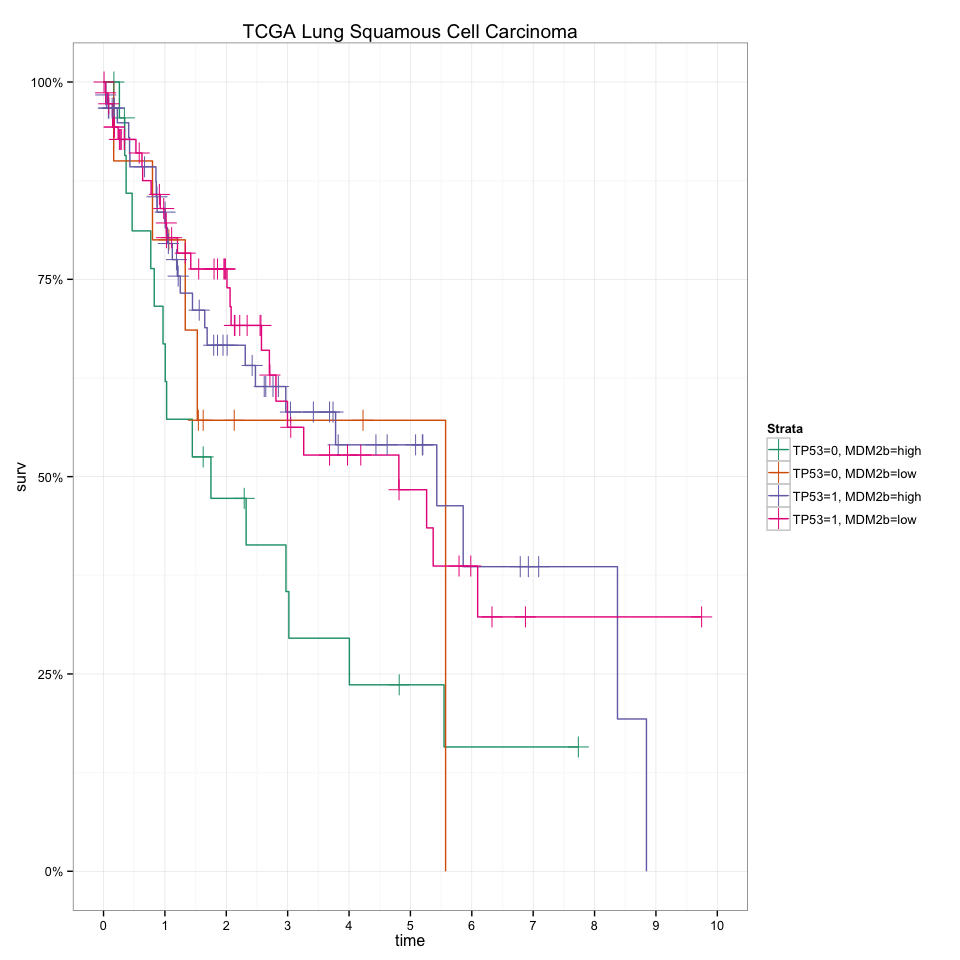 TCGA Lung Squamous Cell Carcinoma
100%
75%
50%
25%
0%
surv
0 1 2 3 4 5 6 7 8 9 10
time
Strata
TP53=0, MDM2b=high
TP53=0, MDM2b=low
TP53=1, MDM2b=high
TP53=1, MDM2b=low